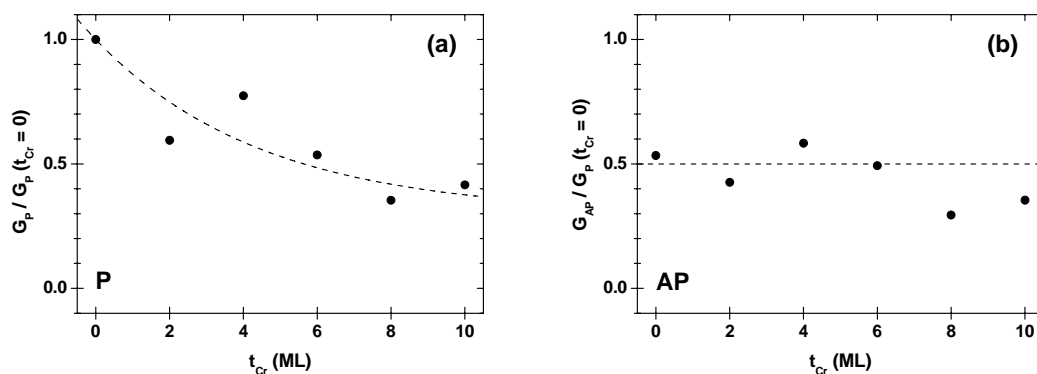 (a)
1.0
0.5
0.0
G_P / G_P (t_Cr = 0)
P
0 2 4 6 8 10
t_Cr (ML)
(b)
1.0
0.5
0.0
G_AP / G_P (t_Cr = 0)
AP
0 2 4 6 8 10
t_Cr (ML)